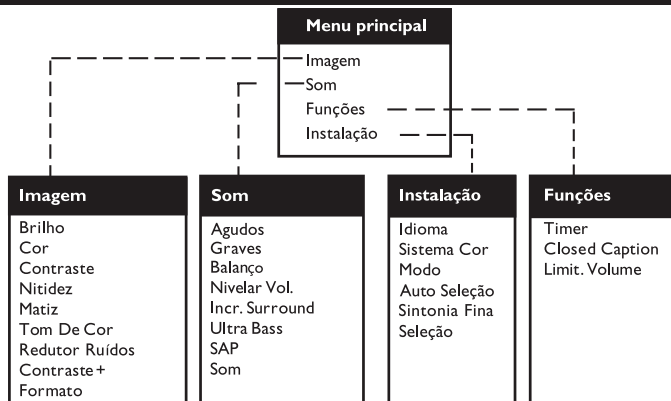 Menu principal
Imagem
Som
Funções
Instalação
Imagem
Brilho
Cor
Contraste
Nitidez
Matiz
Tom De Cor
Redutor Ruídos
Contraste+
Formato
Som
Agudos
Graves
Balanço
Nivelar Vol.
Incr. Surround
Ultra Bass
SAP
Som
Instalação
Idioma
Sistema Cor
Modo
Auto Seleção
Sintonia Fina
Seleção
Funções
Timer
Closed Caption
Limit. Volume